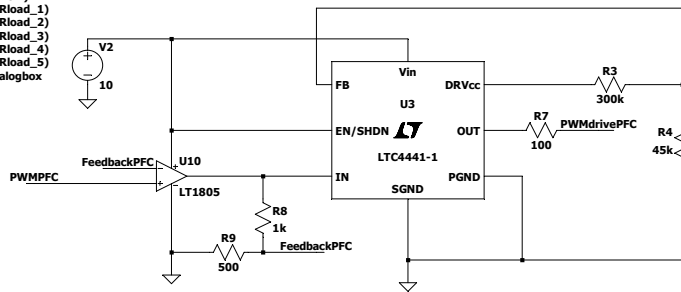 Rload_1)
Rload_2)
Rload_3)
Rload_4)
Rload_5)
alogbox
V2
10
Vin
FB
DRVcc
R3
300k
U3
R7
EN/SHDN
OUT
PWMdrivePFC
100
R4
45k
LTC4441-1
FeedbackPFC
U10
PWMPFC
LT1805
IN
PGND
SGND
R8
1k
R9
500
FeedbackPFC